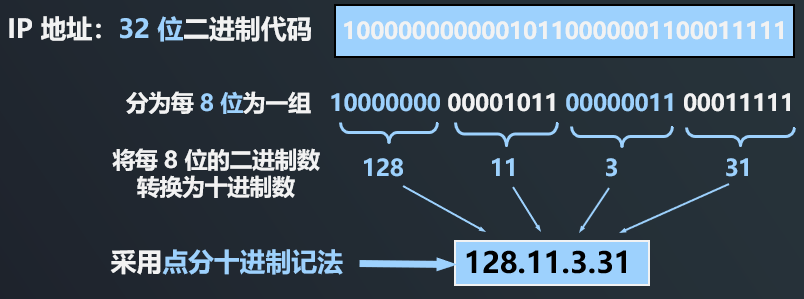 IP 地址：32 位二进制代码 10000000000010110000001100011111
分为每 8 位为一组 10000000 00001011 00000011 00011111
将每 8 位的二进制数
转换为十进制数
128 11 3 31
采用点分十进制记法 128.11.3.31